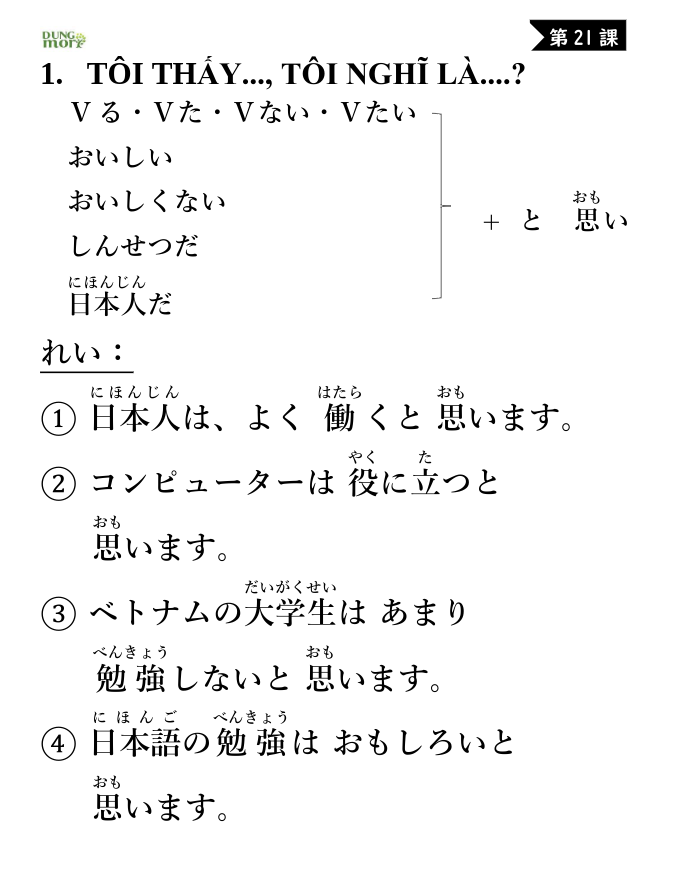 DUNG
mori
第 21 課
1. TÔI THẤY..., TÔI NGHĨ LÀ....?
Vる・Vた・Vない・Vたい
おいしい
おいしくない
しんせつだ
にほんじん
日本人だ
おも
+ と 思い
れい：
にほんじん はたら おも
① 日本人は、よく 働くと 思います。
やく た
② コンピューターは 役に立つと
おも
思います。
だいがくせい
③ ベトナムの大学生は あまり
べんきょう おも
勉強しないと 思います。
にほんご べんきょう
④ 日本語の勉強は おもしろいと
おも
思います。